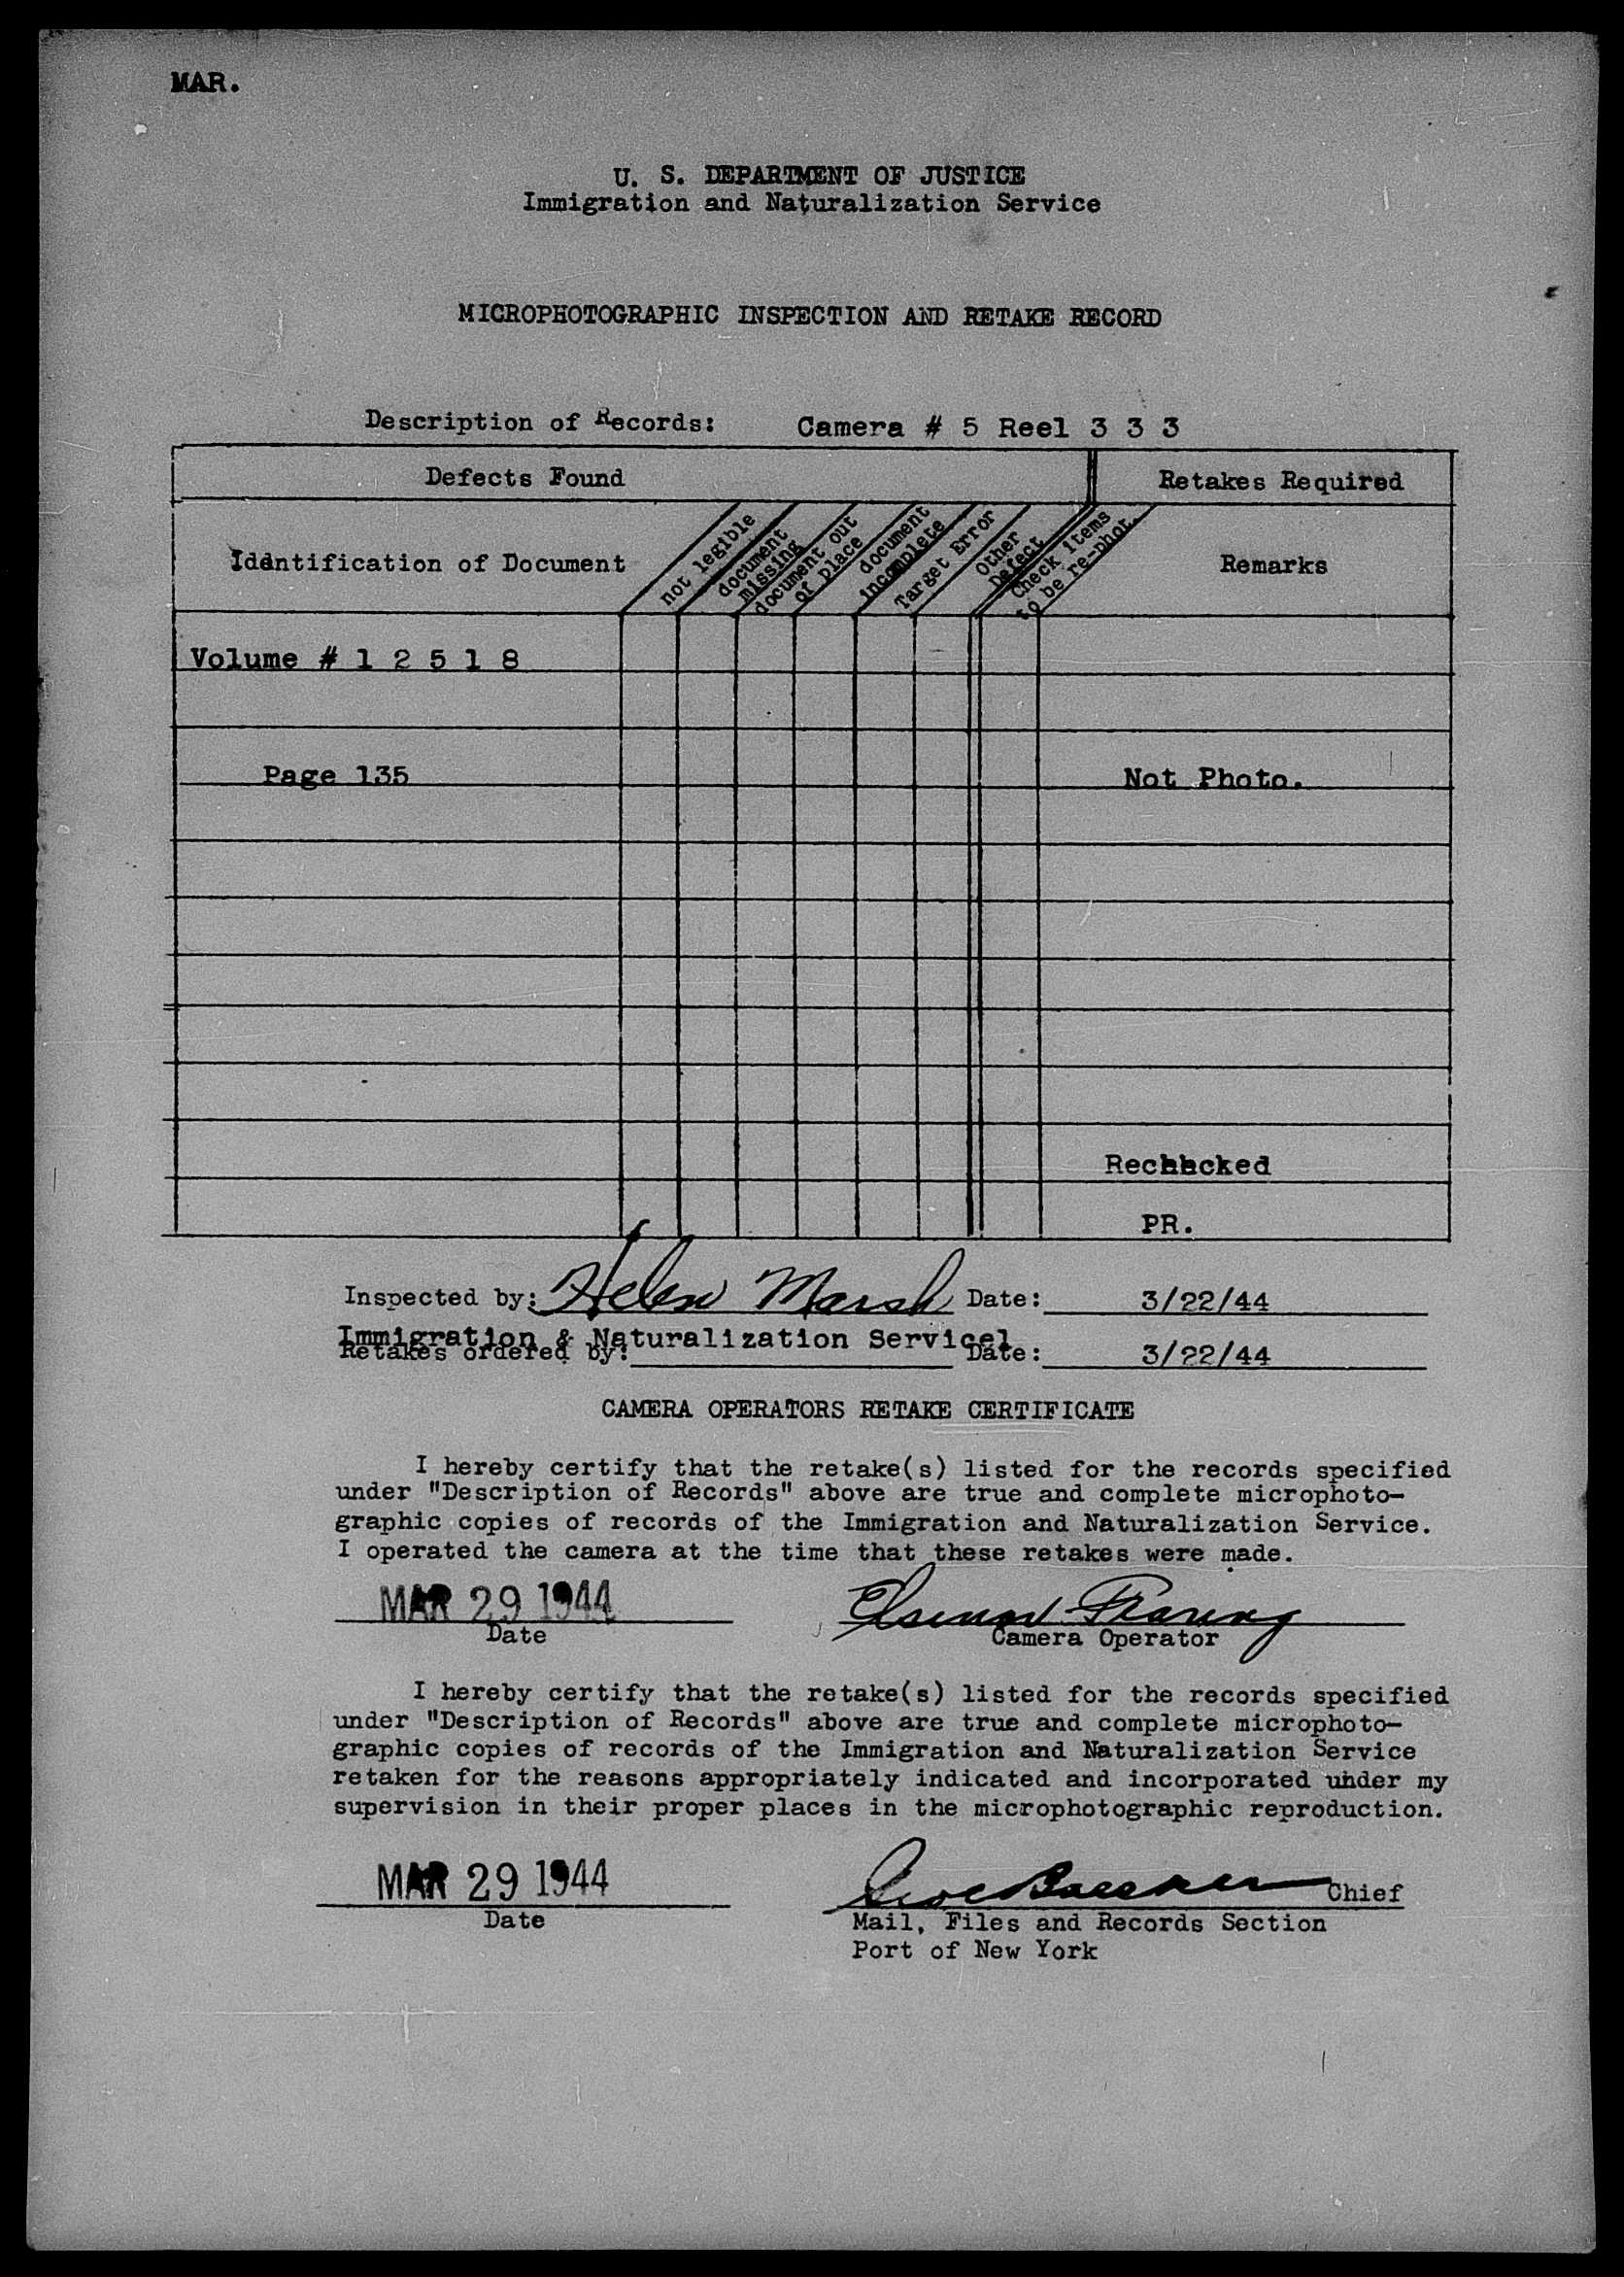 MAR.
U. S. DEPARTMENT OF JUSTICE
Immigration and Naturalization Service
MICROPHOTOGRAPHIC INSPECTION AND RETAKE RECORD
Description of Records: Camera # 5 Reel 3 3 3
Defects Found
Retakes Required
Identification of Document
not legible
document
missing
document out
of place
document
incomplete
Target Error
Other
Defect
Check items
to be re-phot.
Remarks
Volume # 1 2 5 1 8
Page 135
Not Photo.
Rechecked
PR.
Inspected by: Helen Marsh Date: 3/22/44
Immigration & Naturalization Service
Retakes ordered by: Date: 3/22/44
CAMERA OPERATORS RETAKE CERTIFICATE
I hereby certify that the retake(s) listed for the records specified
under "Description of Records" above are true and complete microphoto-
graphic copies of records of the Immigration and Naturalization Service.
I operated the camera at the time that these retakes were made.
MAR 29 1944
Date
Camera Operator
I hereby certify that the retake(s) listed for the records specified
under "Description of Records" above are true and complete microphoto-
graphic copies of records of the Immigration and Naturalization Service
retaken for the reasons appropriately indicated and incorporated under my
supervision in their proper places in the microphotographic reproduction.
MAR 29 1944
Date
Chief
Mail, Files and Records Section
Port of New York